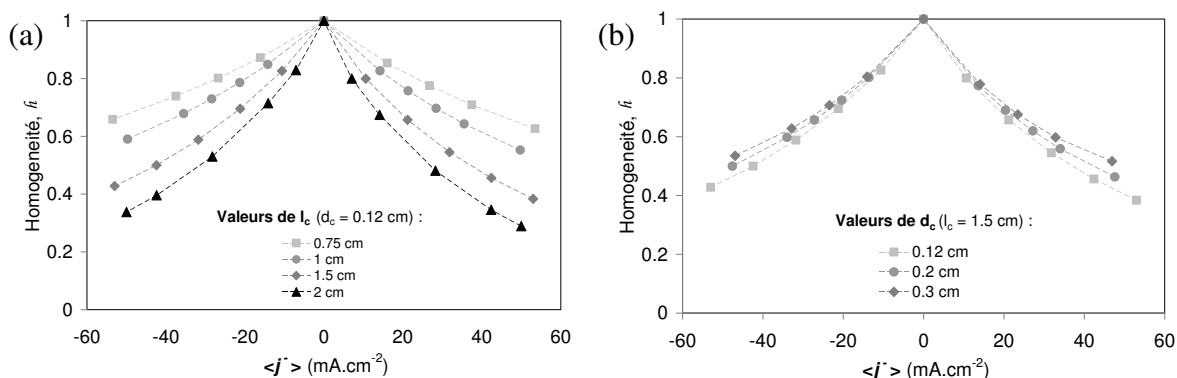 (a)
Homogeneité, ɦ
1
0.8
0.6
0.4
0.2
0
Valeurs de lc (dc = 0.12 cm) :
0.75 cm
1 cm
1.5 cm
2 cm
-60 -40 -20 0 20 40 60
<j-> (mA.cm-2)
(b)
Homogeneité, ɦ
1
0.8
0.6
0.4
0.2
0
Valeurs de dc (lc = 1.5 cm) :
0.12 cm
0.2 cm
0.3 cm
-60 -40 -20 0 20 40 60
<j-> (mA.cm-2)